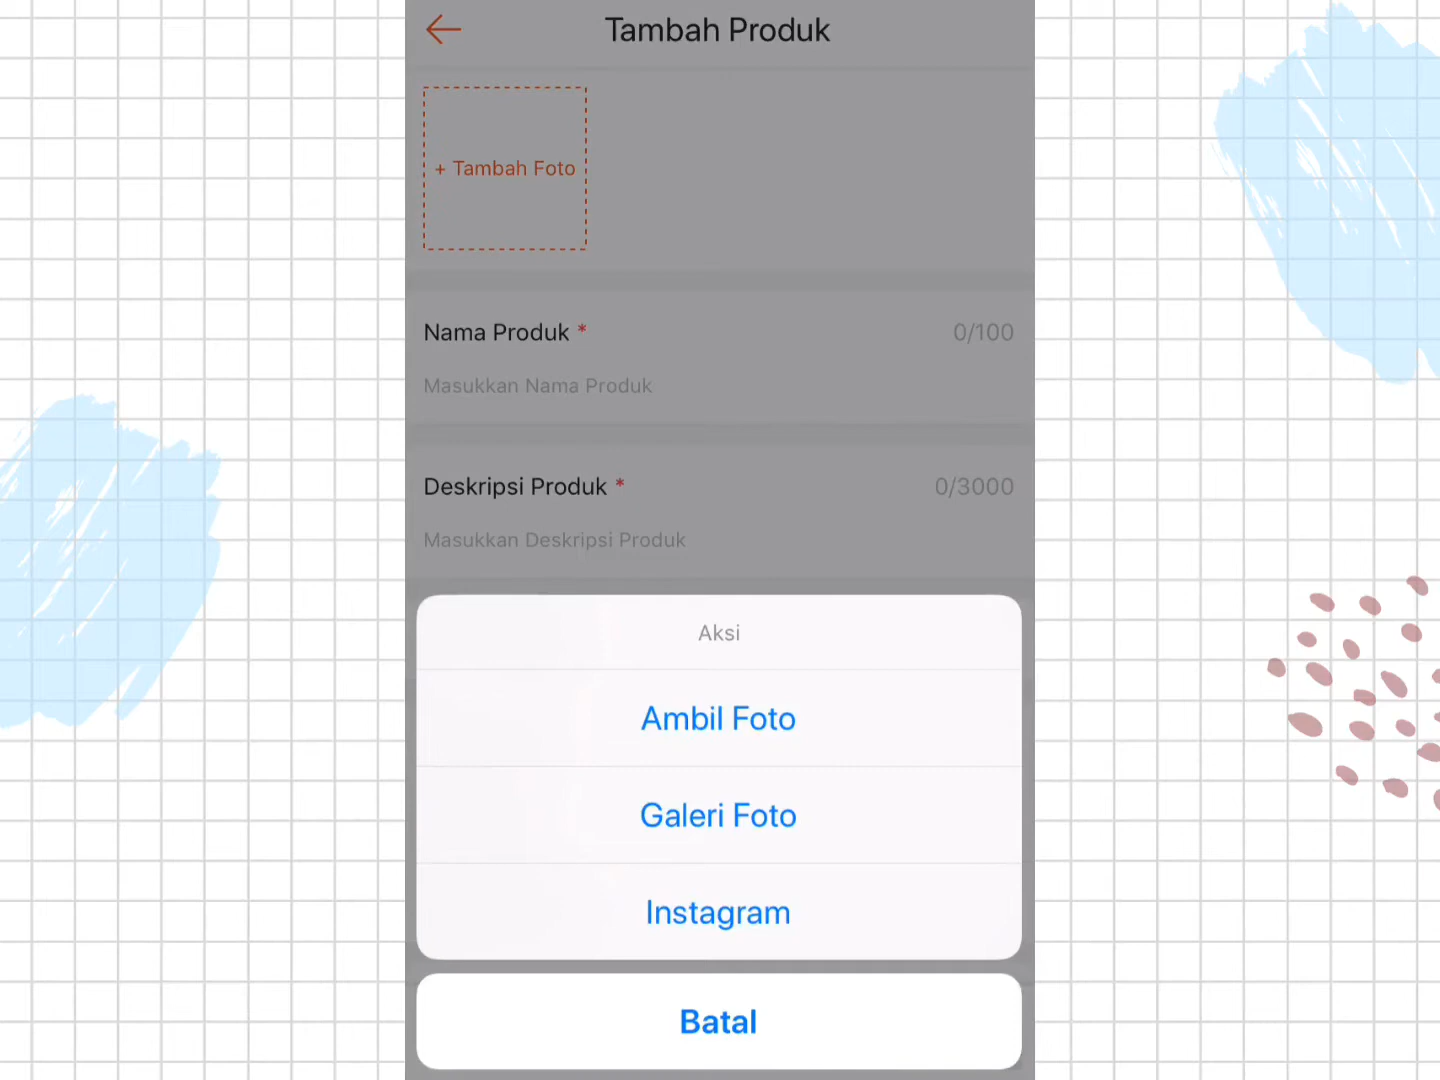 Tambah Produk
+ Tambah Foto
Nama Produk * 0/100
Masukkan Nama Produk
Deskripsi Produk * 0/3000
Masukkan Deskripsi Produk
Aksi
Ambil Foto
Galeri Foto
Instagram
Batal